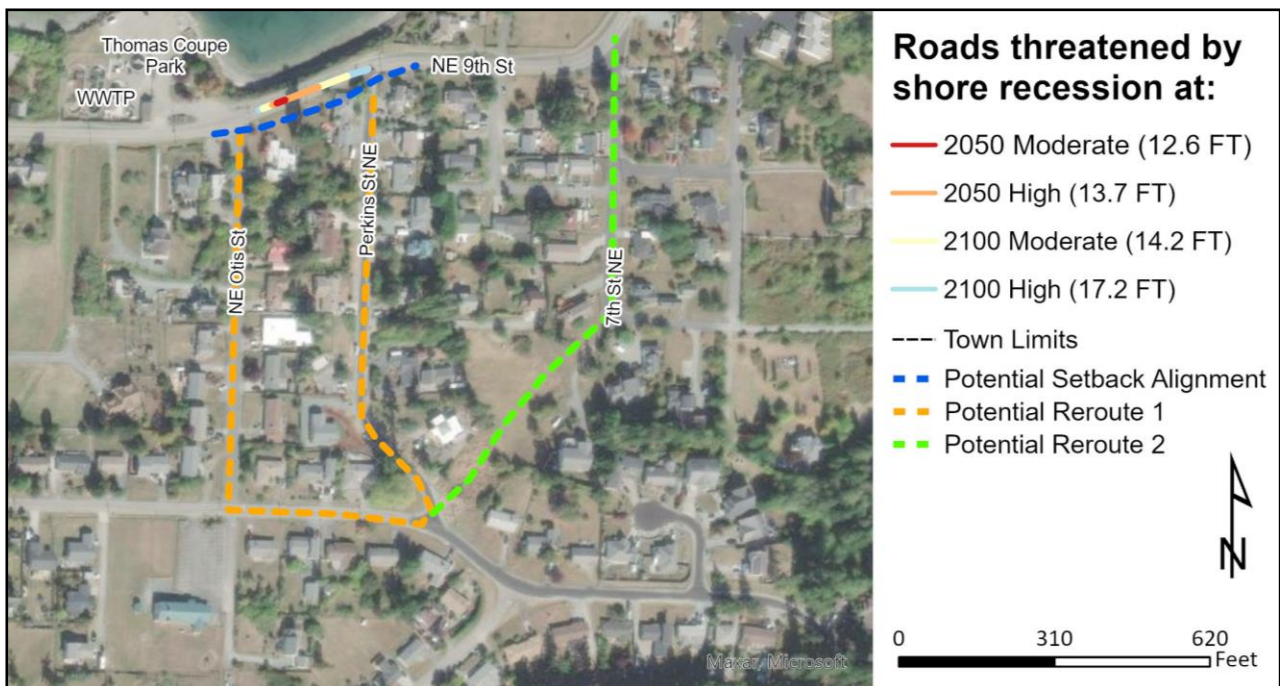 Thomas Coupe
Park
WWTP
NE 9th St
NE Otis St
Perkins St NE
7th St NE
Maxar, Microsoft
Roads threatened by
shore recession at:
2050 Moderate (12.6 FT)
2050 High (13.7 FT)
2100 Moderate (14.2 FT)
2100 High (17.2 FT)
Town Limits
Potential Setback Alignment
Potential Reroute 1
Potential Reroute 2
N
0 310 620
Feet